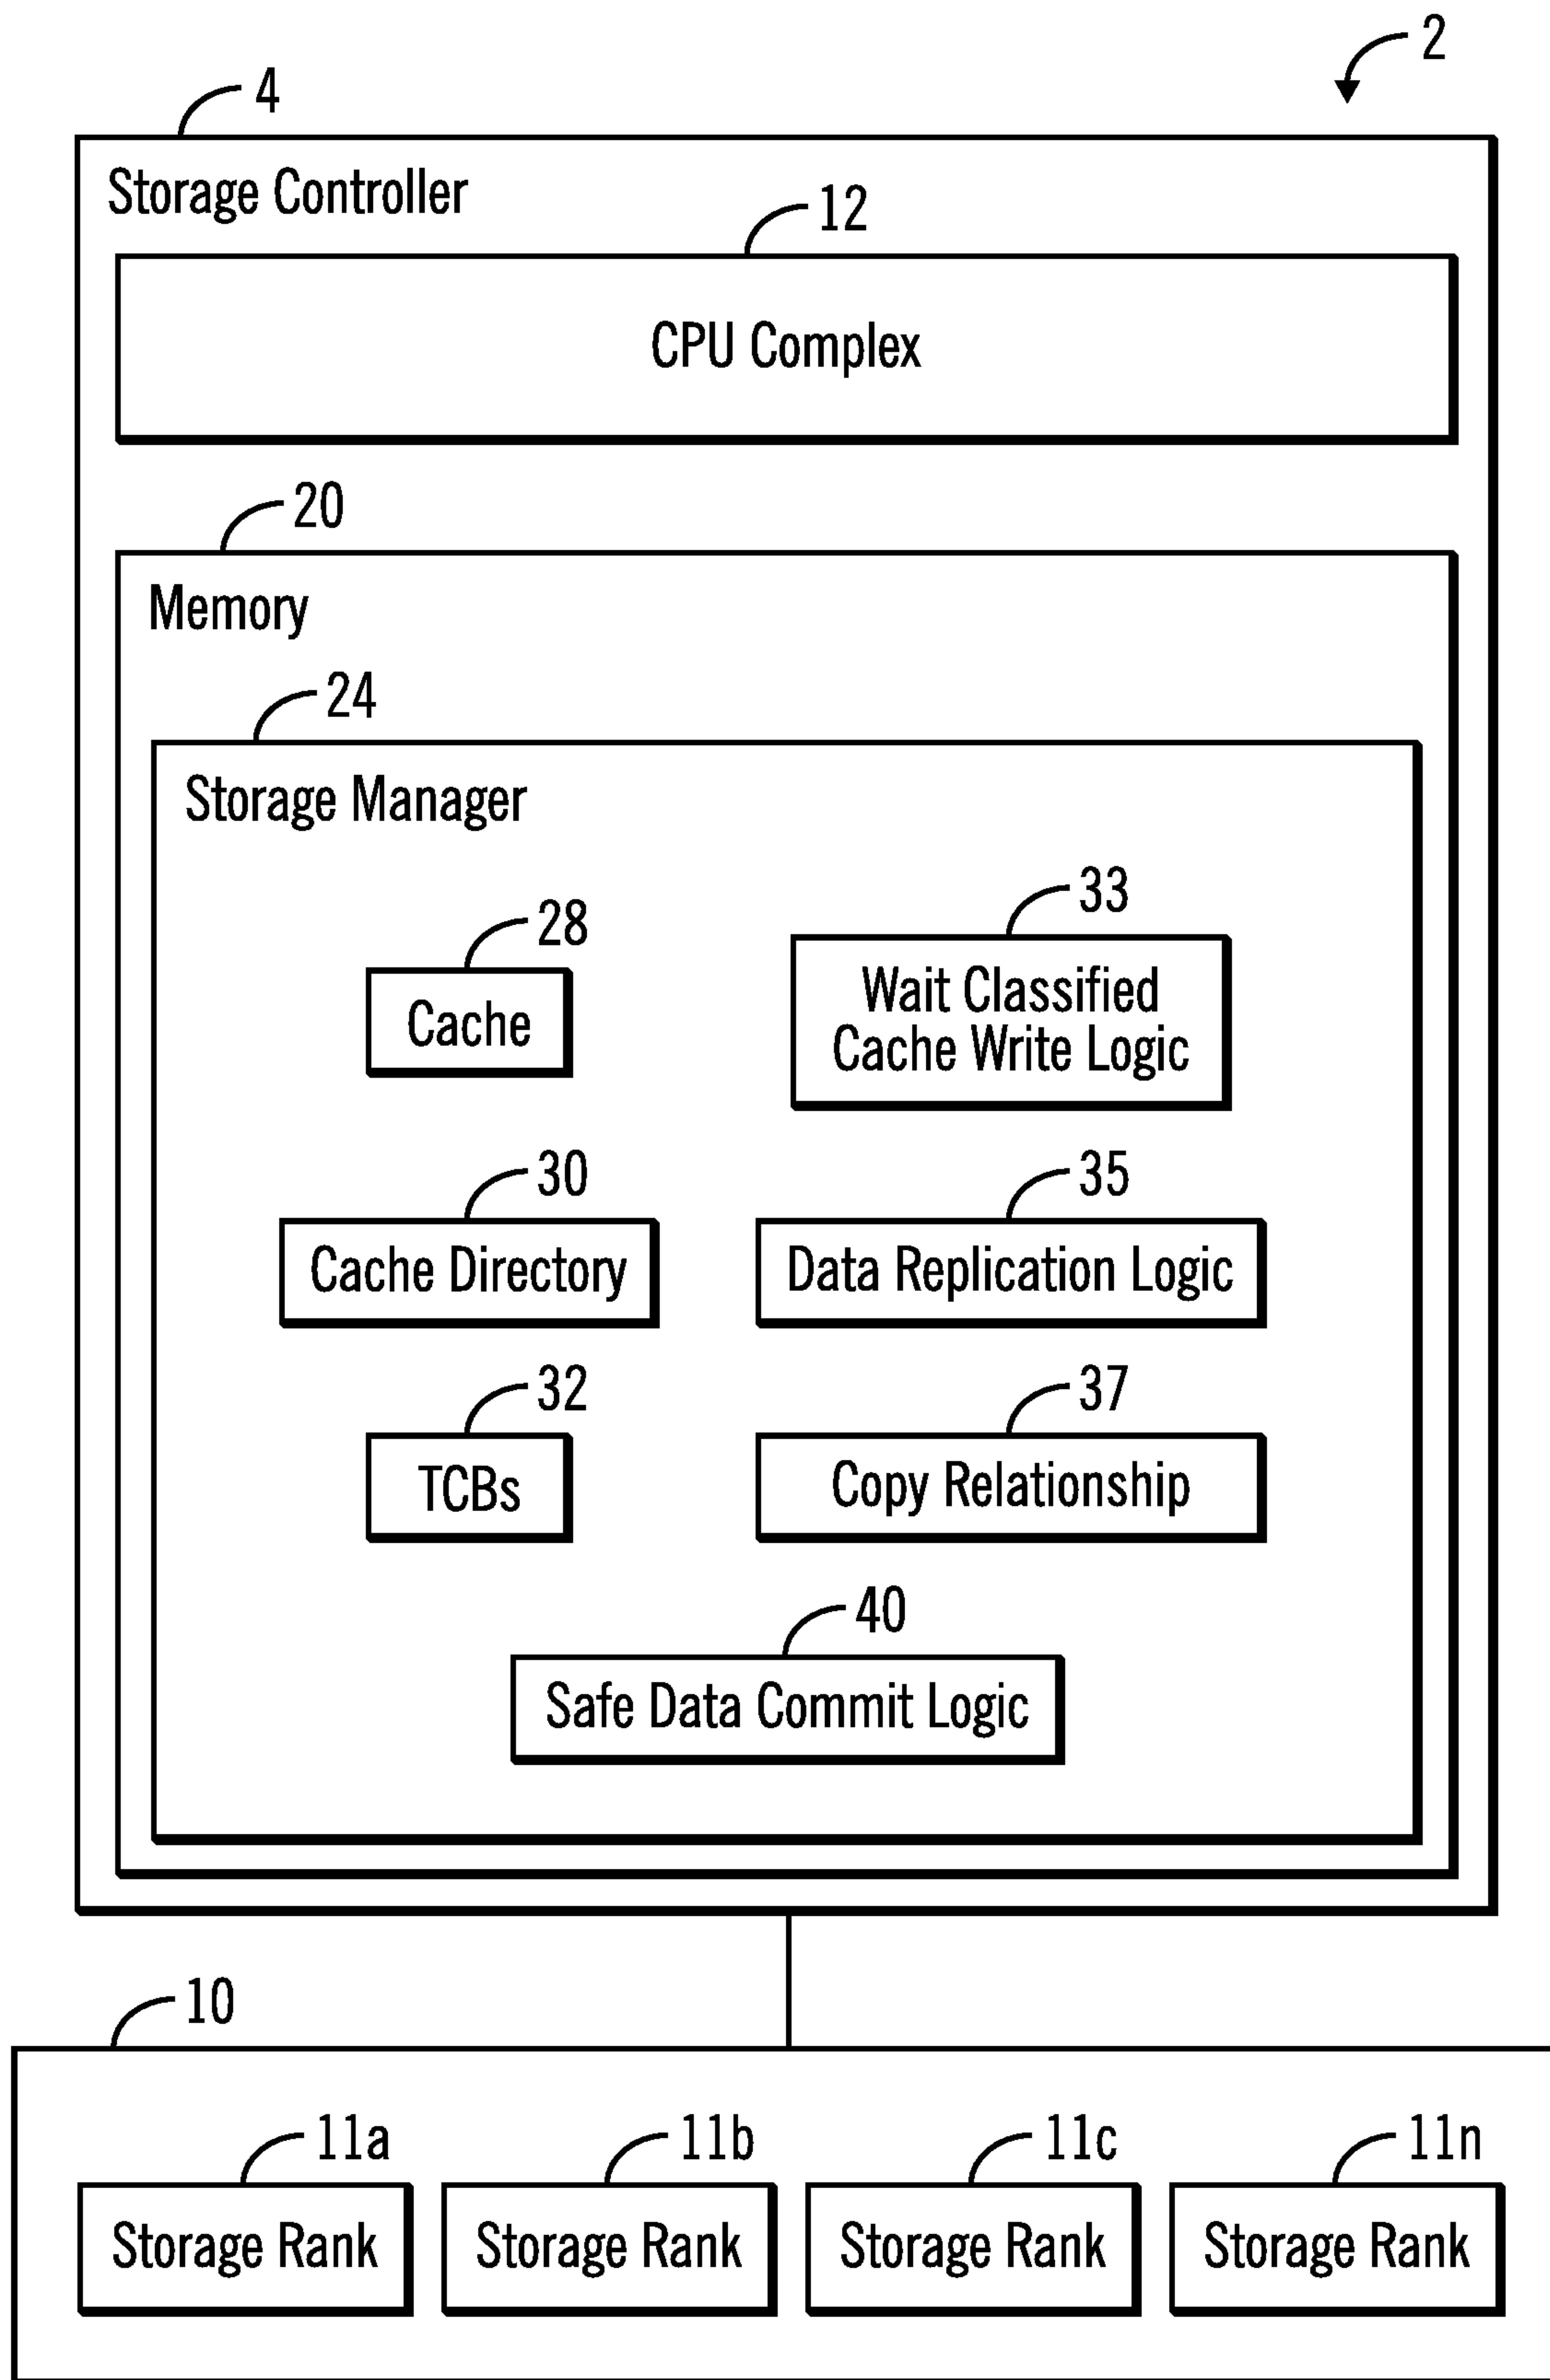 2
4
Storage Controller
12
CPU Complex
20
Memory
24
Storage Manager
28
Cache
33
Wait Classified
Cache Write Logic
30
Cache Directory
35
Data Replication Logic
32
TCBs
37
Copy Relationship
40
Safe Data Commit Logic
10
11a
Storage Rank
11b
Storage Rank
11c
Storage Rank
11n
Storage Rank